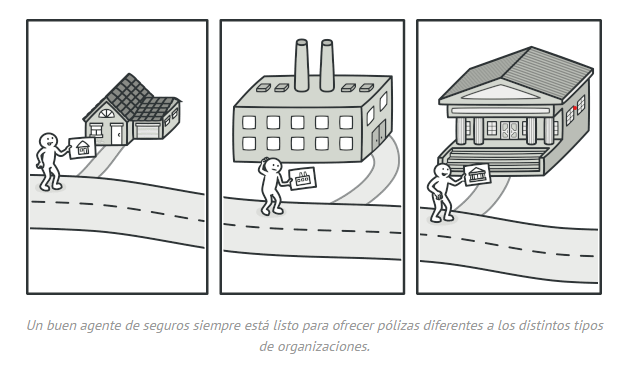 Un buen agente de seguros siempre está listo para ofrecer pólizas diferentes a los distintos tipos
de organizaciones.